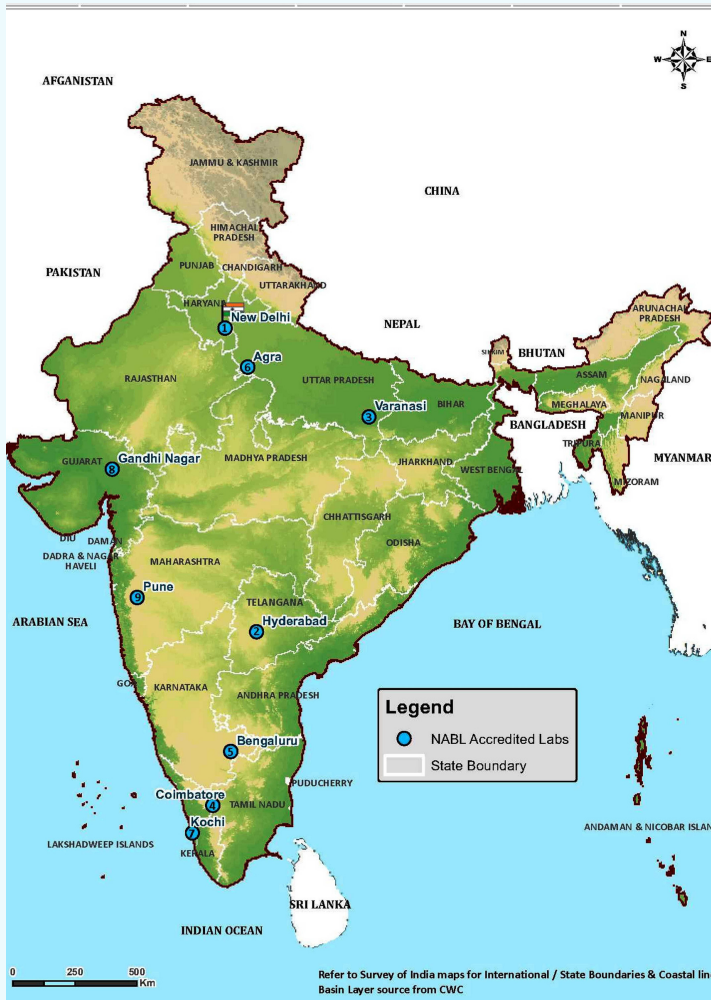 N
W
E
S
AFGANISTAN
JAMMU & KASHMIR
CHINA
HIMACHAL
PRADESH
PAKISTAN
PUNJAB
CHANDIGARH
UTTARAKHAND
HARYANA
1
New Delhi
NEPAL
ARUNACHAL
PRADESH
SIKKIM
BHUTAN
6
Agra
RAJASTHAN
UTTAR PRADESH
ASSAM
NAGALAND
BIHAR
MEGHALAYA
3
Varanasi
MANIPUR
BANGLADESH
TRIPURA
MYANMAR
8
Gandhi Nagar
GUJARAT
MADHYA PRADESH
JHARKHAND
WEST BENGAL
MIZORAM
CHHATTISGARH
DIU
DAMAN
ODISHA
DADRA & NAGAR
HAVELI
MAHARASHTRA
9
Pune
TELANGANA
ARABIAN SEA
2
Hyderabad
BAY OF BENGAL
GOA
KARNATAKA
ANDHRA PRADESH
Legend
NABL Accredited Labs
State Boundary
5
Bengaluru
PUDUCHERRY
Coimbatore
4
TAMIL NADU
Kochi
7
ANDAMAN & NICOBAR ISLAN
LAKSHADWEEP ISLANDS
KERALA
SRI LANKA
INDIAN OCEAN
0 250 500
Km
Refer to Survey of India maps for International / State Boundaries & Coastal lin
Basin Layer source from CWC